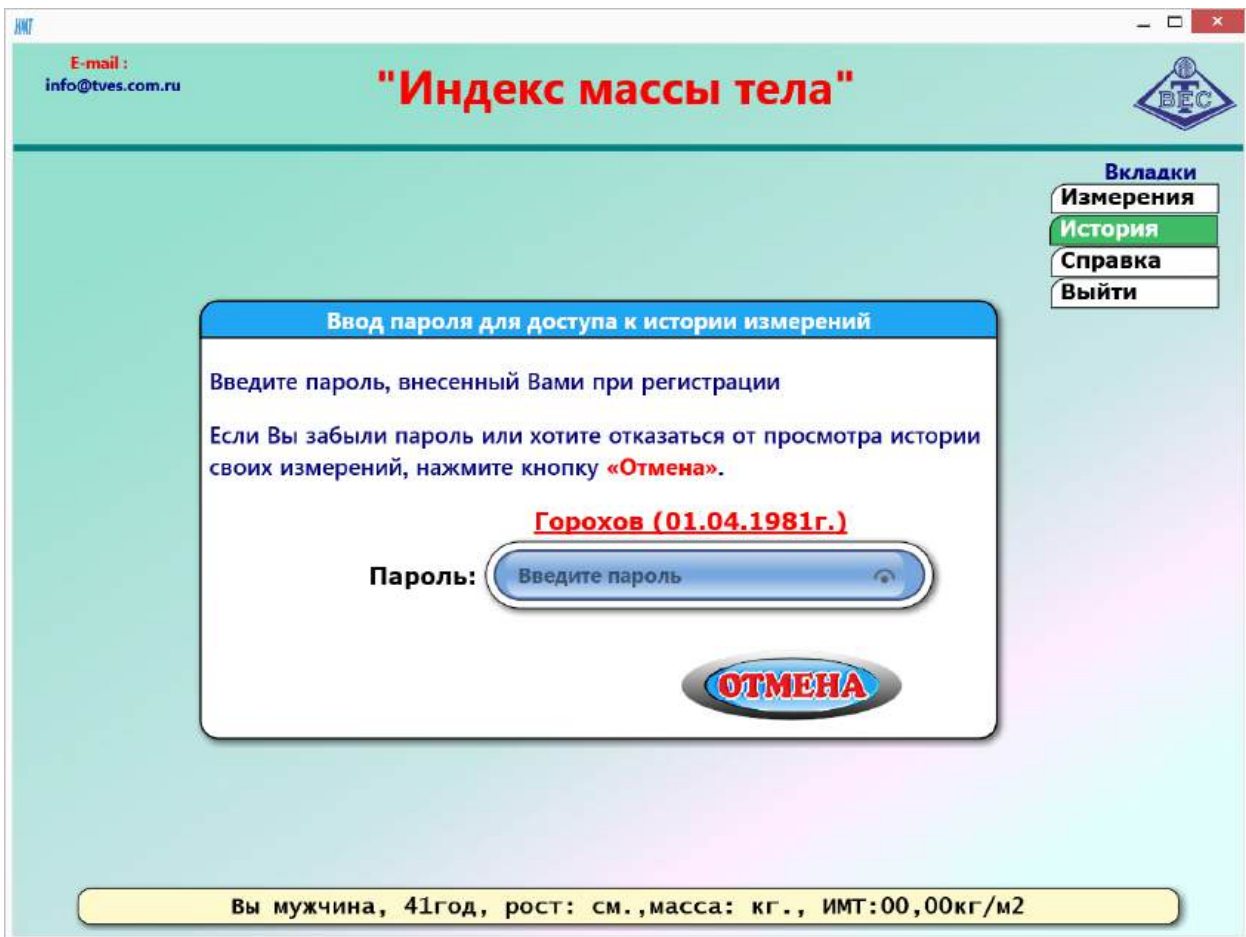 ИМТ
E-mail :
info@tves.com.ru
"Индекс массы тела"
ТВЕС
Вкладки
Измерения
История
Справка
Выйти
Ввод пароля для доступа к истории измерений
Введите пароль, внесенный Вами при регистрации
Если Вы забыли пароль или хотите отказаться от просмотра истории
своих измерений, нажмите кнопку «Отмена».
Горохов (01.04.1981г.)
Пароль: Введите пароль
ОТМЕНА
Вы мужчина, 41год, рост: см.,масса: кг., ИМТ:00,00кг/м2